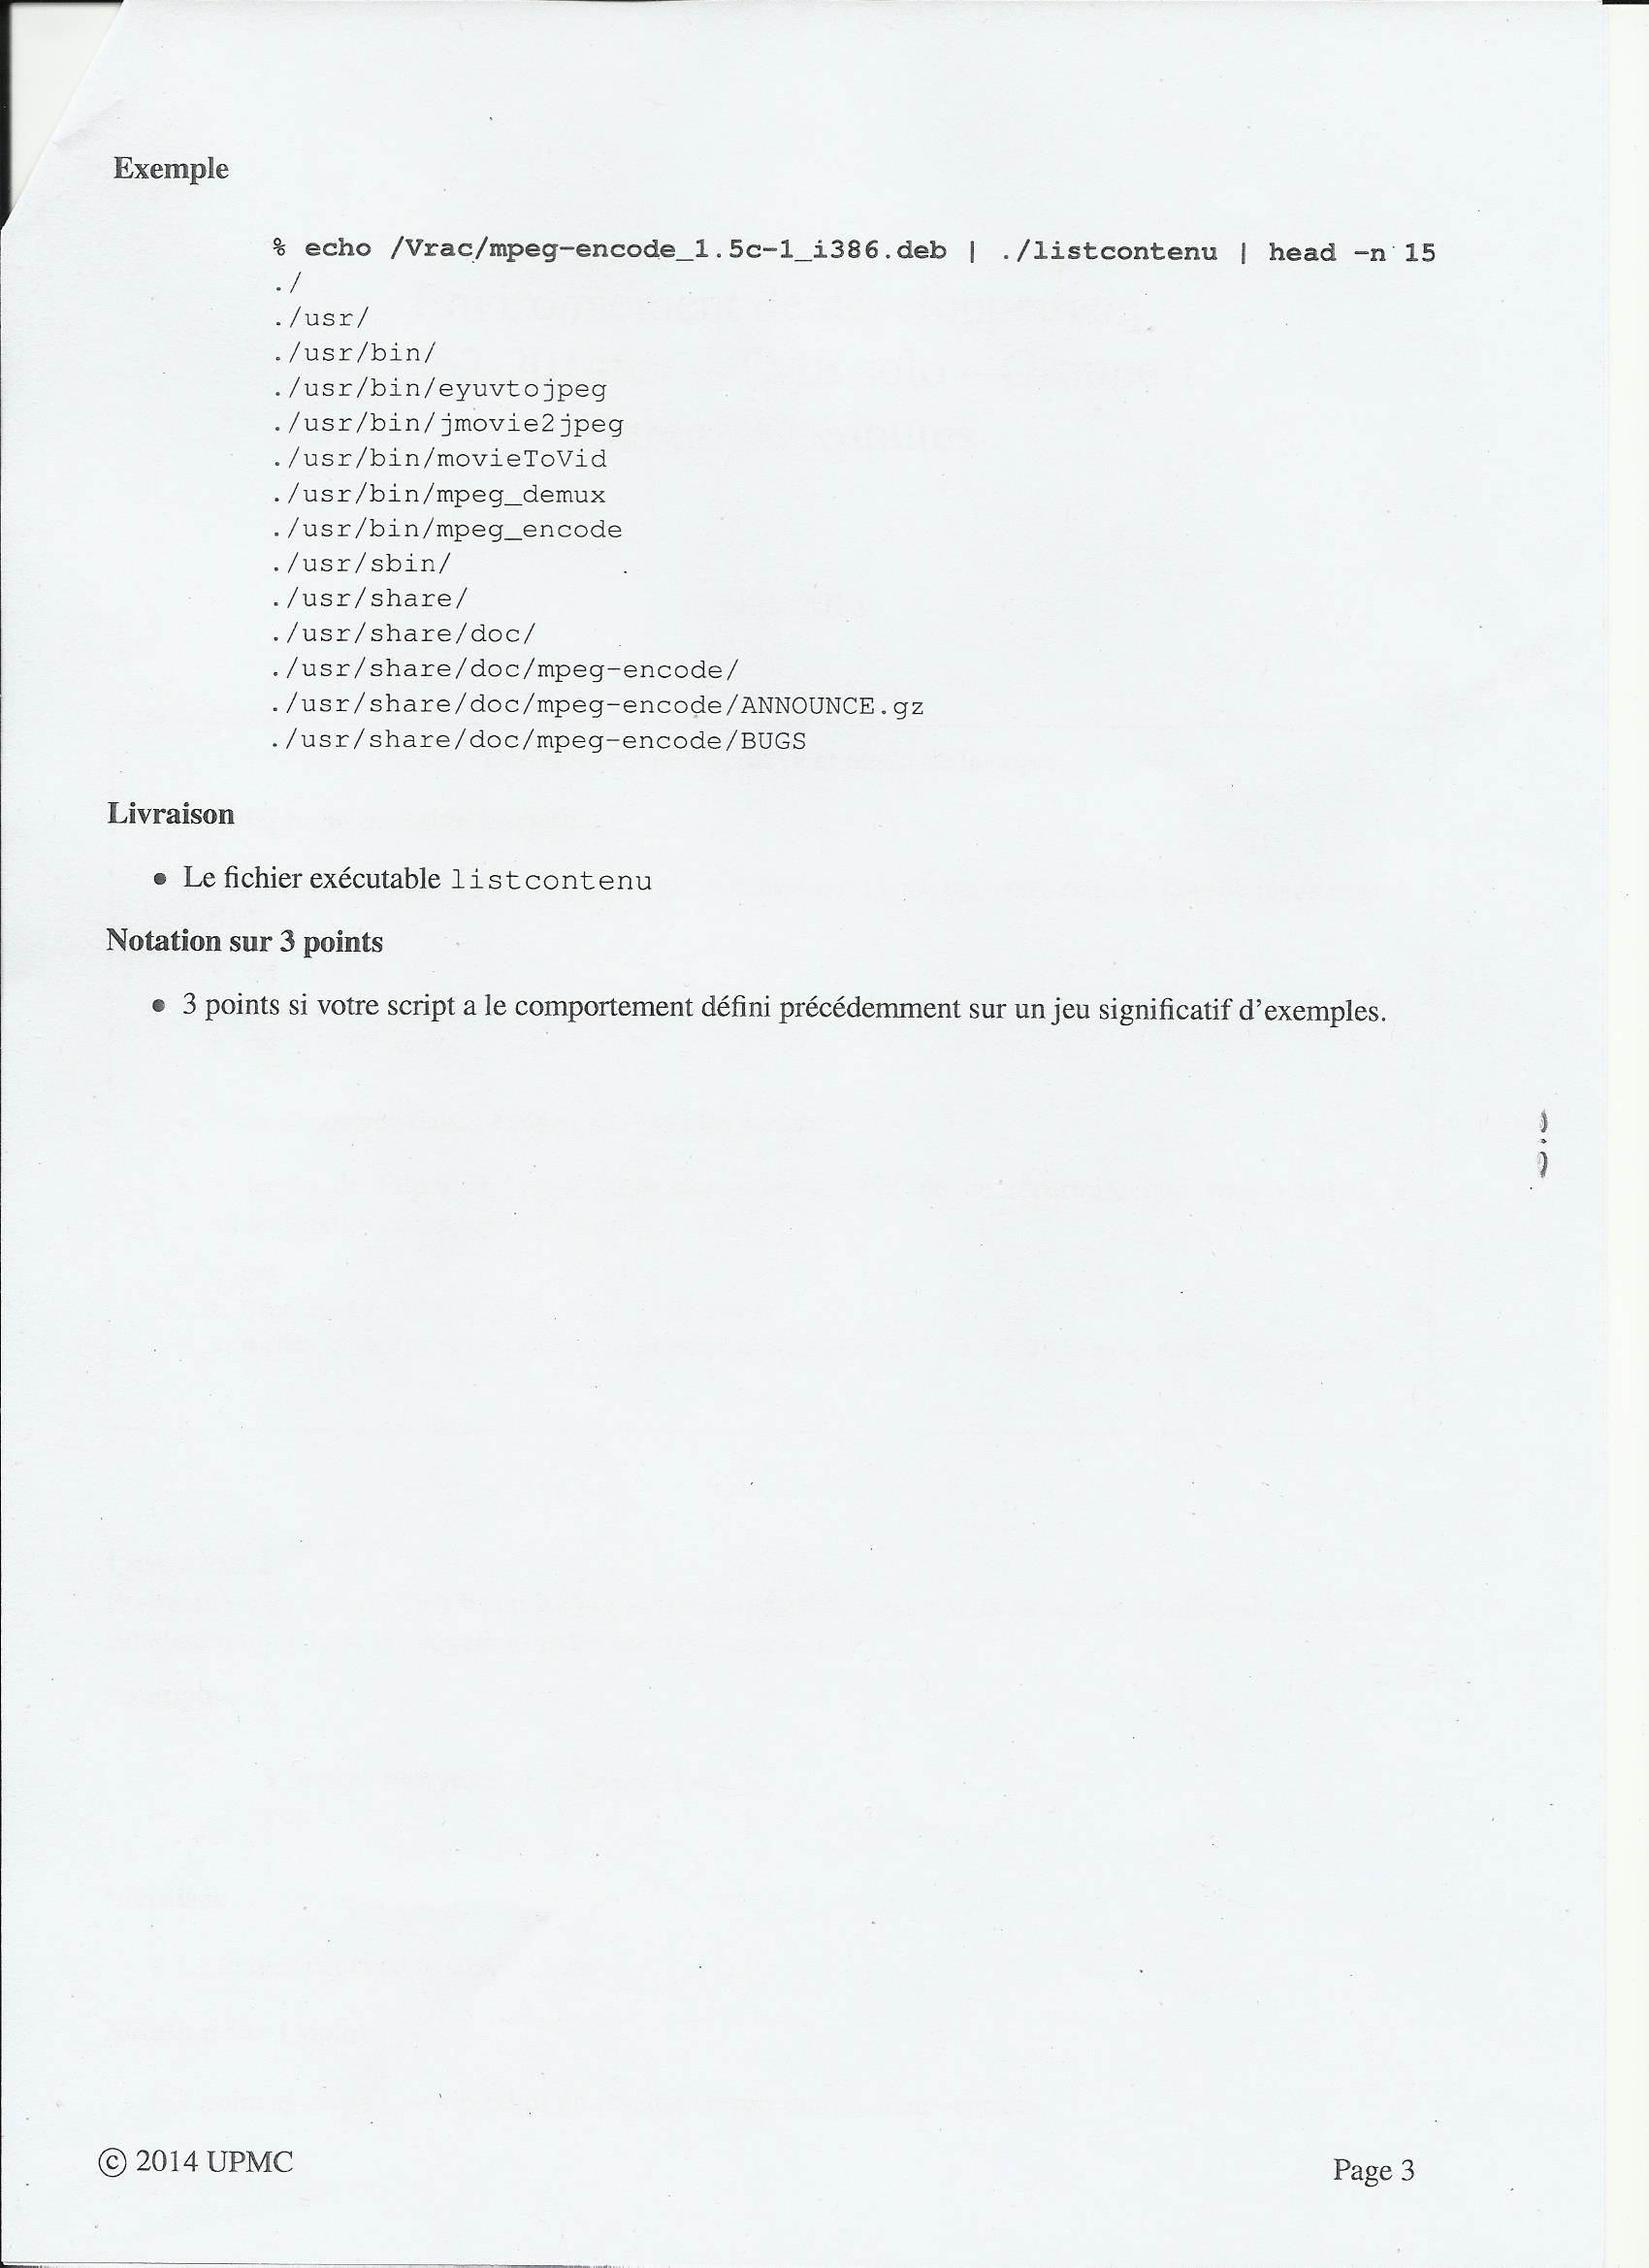 Exemple
% echo /Vrac/mpeg-encode_1.5c-1_i386.deb | ./listcontenu | head -n 15
./
./usr/
./usr/bin/
./usr/bin/eyuvtojpeg
./usr/bin/jmovie2jpeg
./usr/bin/movieToVid
./usr/bin/mpeg_demux
./usr/bin/mpeg_encode
./usr/sbin/
./usr/share/
./usr/share/doc/
./usr/share/doc/mpeg-encode/
./usr/share/doc/mpeg-encode/ANNOUNCE.gz
./usr/share/doc/mpeg-encode/BUGS
Livraison
• Le fichier exécutable listcontenu
Notation sur 3 points
• 3 points si votre script a le comportement défini précédemment sur un jeu significatif d'exemples.
© 2014 UPMC
Page 3